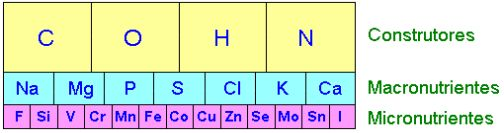 C O H N Construtores
Na Mg P S Cl K Ca Macronutrientes
F Si V Cr Mn Fe Co Cu Zn Se Mo Sn I Micronutrientes